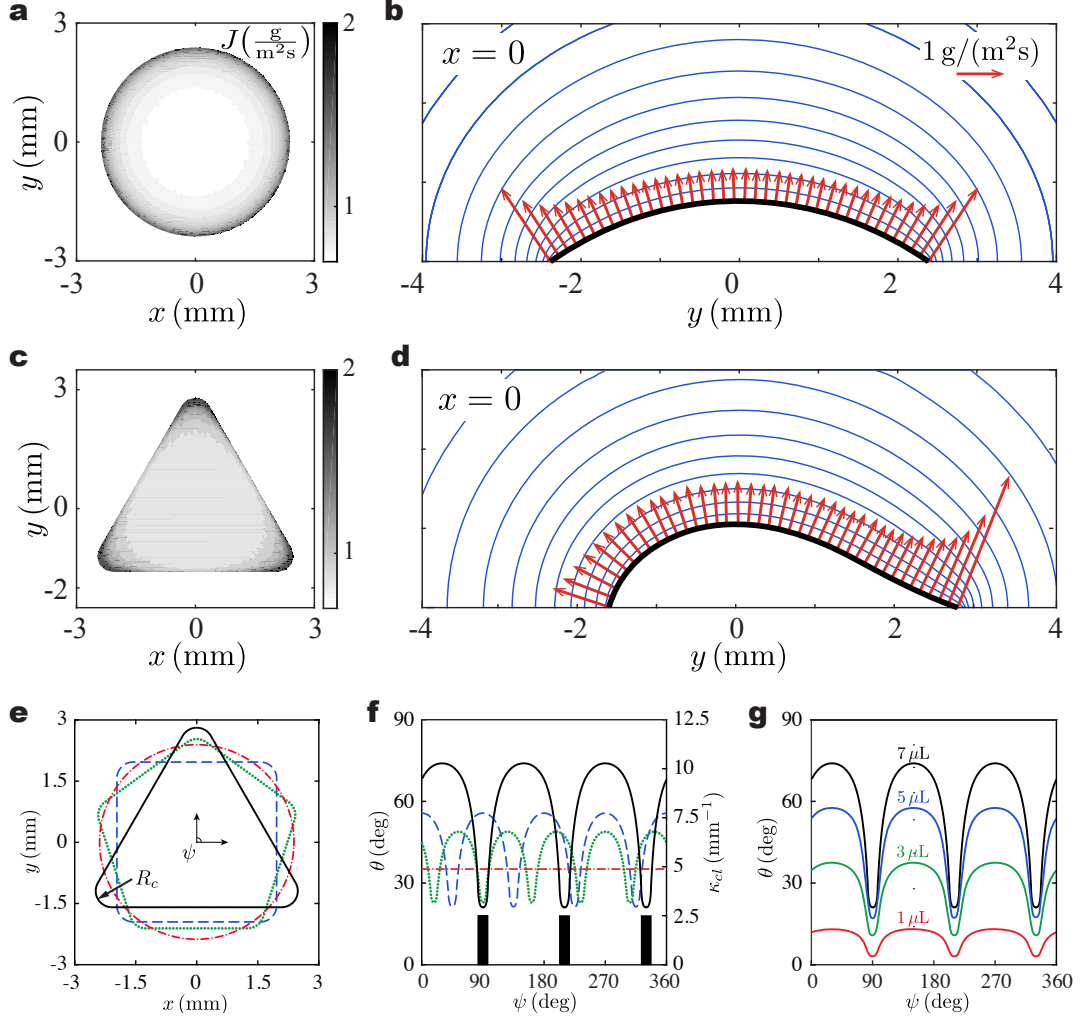 a
3
0
-3
y (mm)
-3 0 3
x (mm)
J(g/m²s)
2
1
b
x = 0
1 g/(m²s)
-4 -2 0 2 4
y (mm)
c
3
0
-2
y (mm)
-3 0 3
x (mm)
2
1
d
x = 0
-4 -2 0 2 4
y (mm)
e
3
1.5
0
-1.5
-3
y (mm)
ψ
R_c
-3 -1.5 0 1.5 3
x (mm)
f
90
60
30
0
θ (deg)
12.5
10
7.5
5
2.5
0
κ_cl (mm⁻¹)
0 90 180 270 360
ψ (deg)
g
90
60
30
0
θ (deg)
7 μL
5 μL
3 μL
1 μL
0 90 180 270 360
ψ (deg)